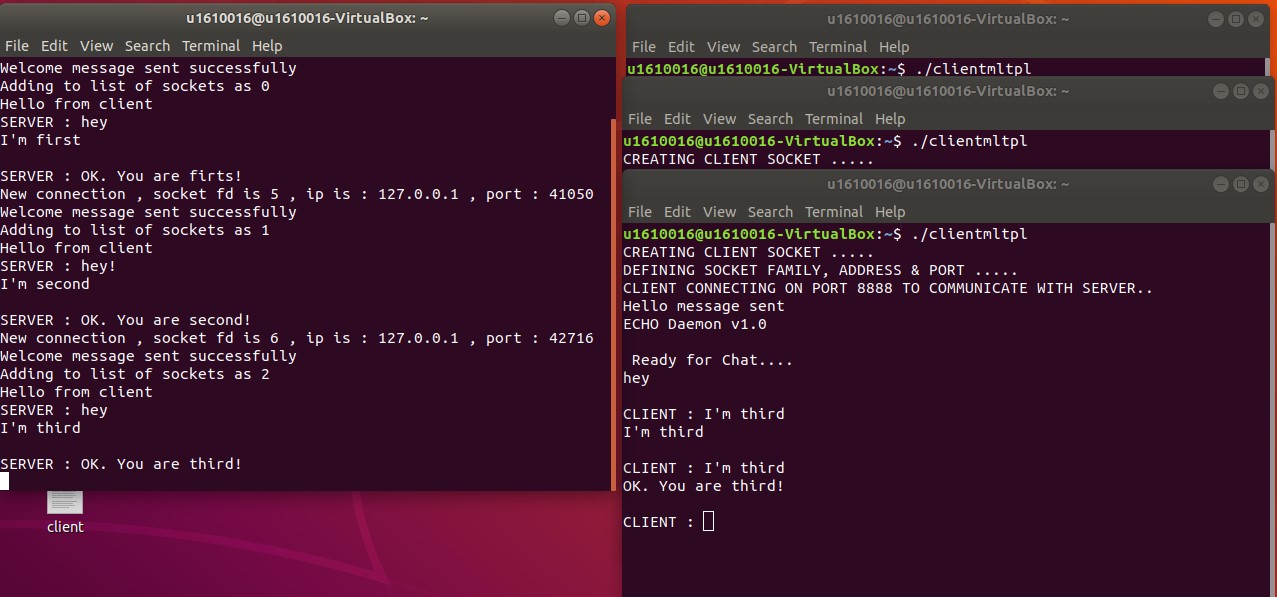 u1610016@u1610016-VirtualBox: ~
File Edit View Search Terminal Help
Welcome message sent successfully
Adding to list of sockets as 0
Hello from client
SERVER : hey
I'm first
SERVER : OK. You are firts!
New connection , socket fd is 5 , ip is : 127.0.0.1 , port : 41050
Welcome message sent successfully
Adding to list of sockets as 1
Hello from client
SERVER : hey!
I'm second
SERVER : OK. You are second!
New connection , socket fd is 6 , ip is : 127.0.0.1 , port : 42716
Welcome message sent successfully
Adding to list of sockets as 2
Hello from client
SERVER : hey
I'm third
SERVER : OK. You are third!
client
u1610016@u1610016-VirtualBox: ~
File Edit View Search Terminal Help
u1610016@u1610016-VirtualBox:~$ ./clientmltpl
u1610016@u1610016-VirtualBox: ~
File Edit View Search Terminal Help
u1610016@u1610016-VirtualBox:~$ ./clientmltpl
CREATING CLIENT SOCKET .....
u1610016@u1610016-VirtualBox: ~
File Edit View Search Terminal Help
u1610016@u1610016-VirtualBox:~$ ./clientmltpl
CREATING CLIENT SOCKET .....
DEFINING SOCKET FAMILY, ADDRESS & PORT .....
CLIENT CONNECTING ON PORT 8888 TO COMMUNICATE WITH SERVER..
Hello message sent
ECHO Daemon v1.0
Ready for Chat....
hey
CLIENT : I'm third
I'm third
CLIENT : I'm third
OK. You are third!
CLIENT :